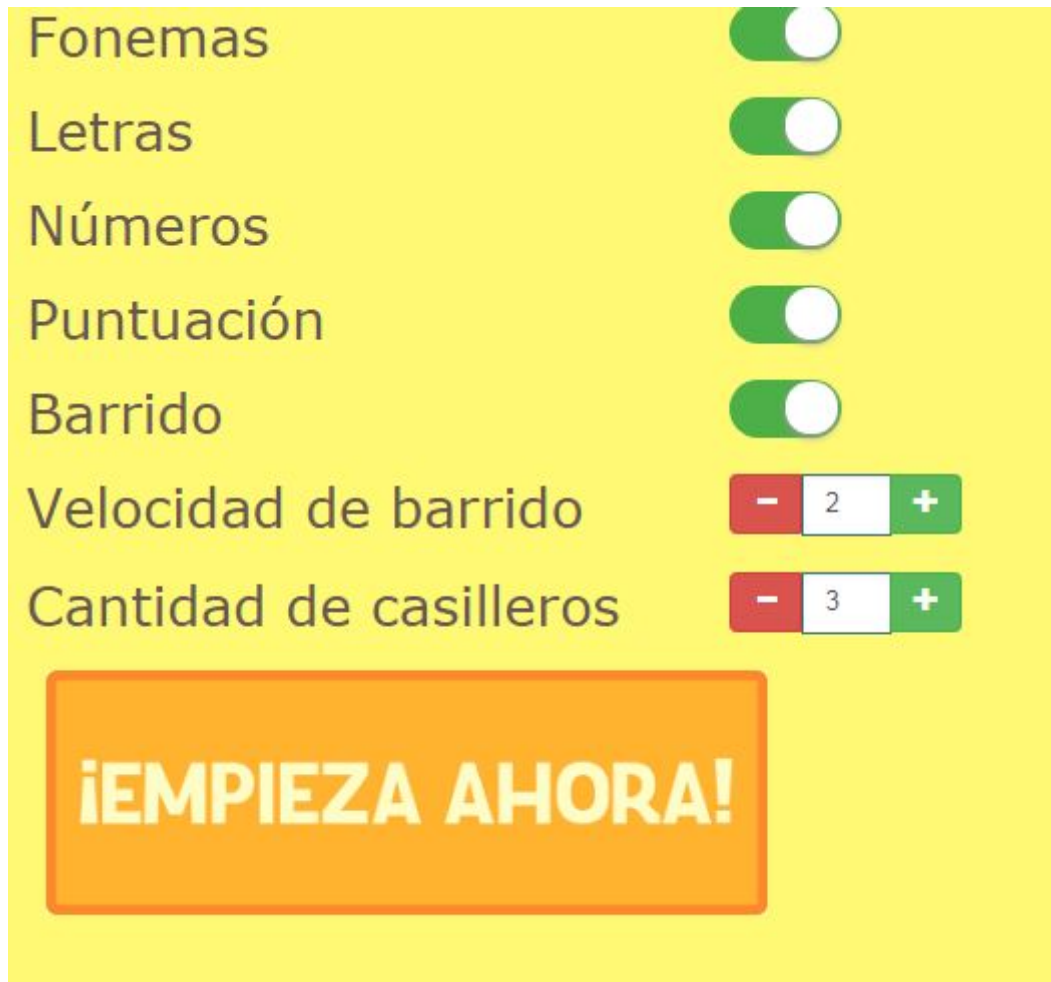 Fonemas
Letras
Números
Puntuación
Barrido
Velocidad de barrido - 2 +
Cantidad de casilleros - 3 +
¡EMPIEZA AHORA!